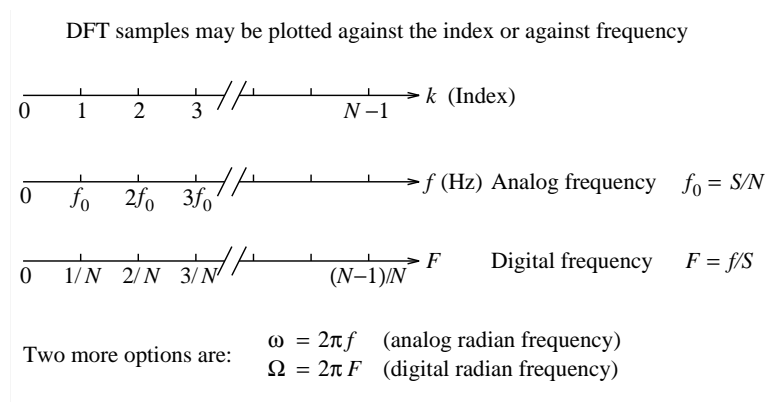 DFT samples may be plotted against the index or against frequency
k (Index)
0 1 2 3 N−1
f (Hz) Analog frequency f₀ = S/N
0 f₀ 2f₀ 3f₀
F Digital frequency F = f/S
0 1/N 2/N 3/N (N−1)/N
Two more options are:
ω = 2πf (analog radian frequency)
Ω = 2πF (digital radian frequency)